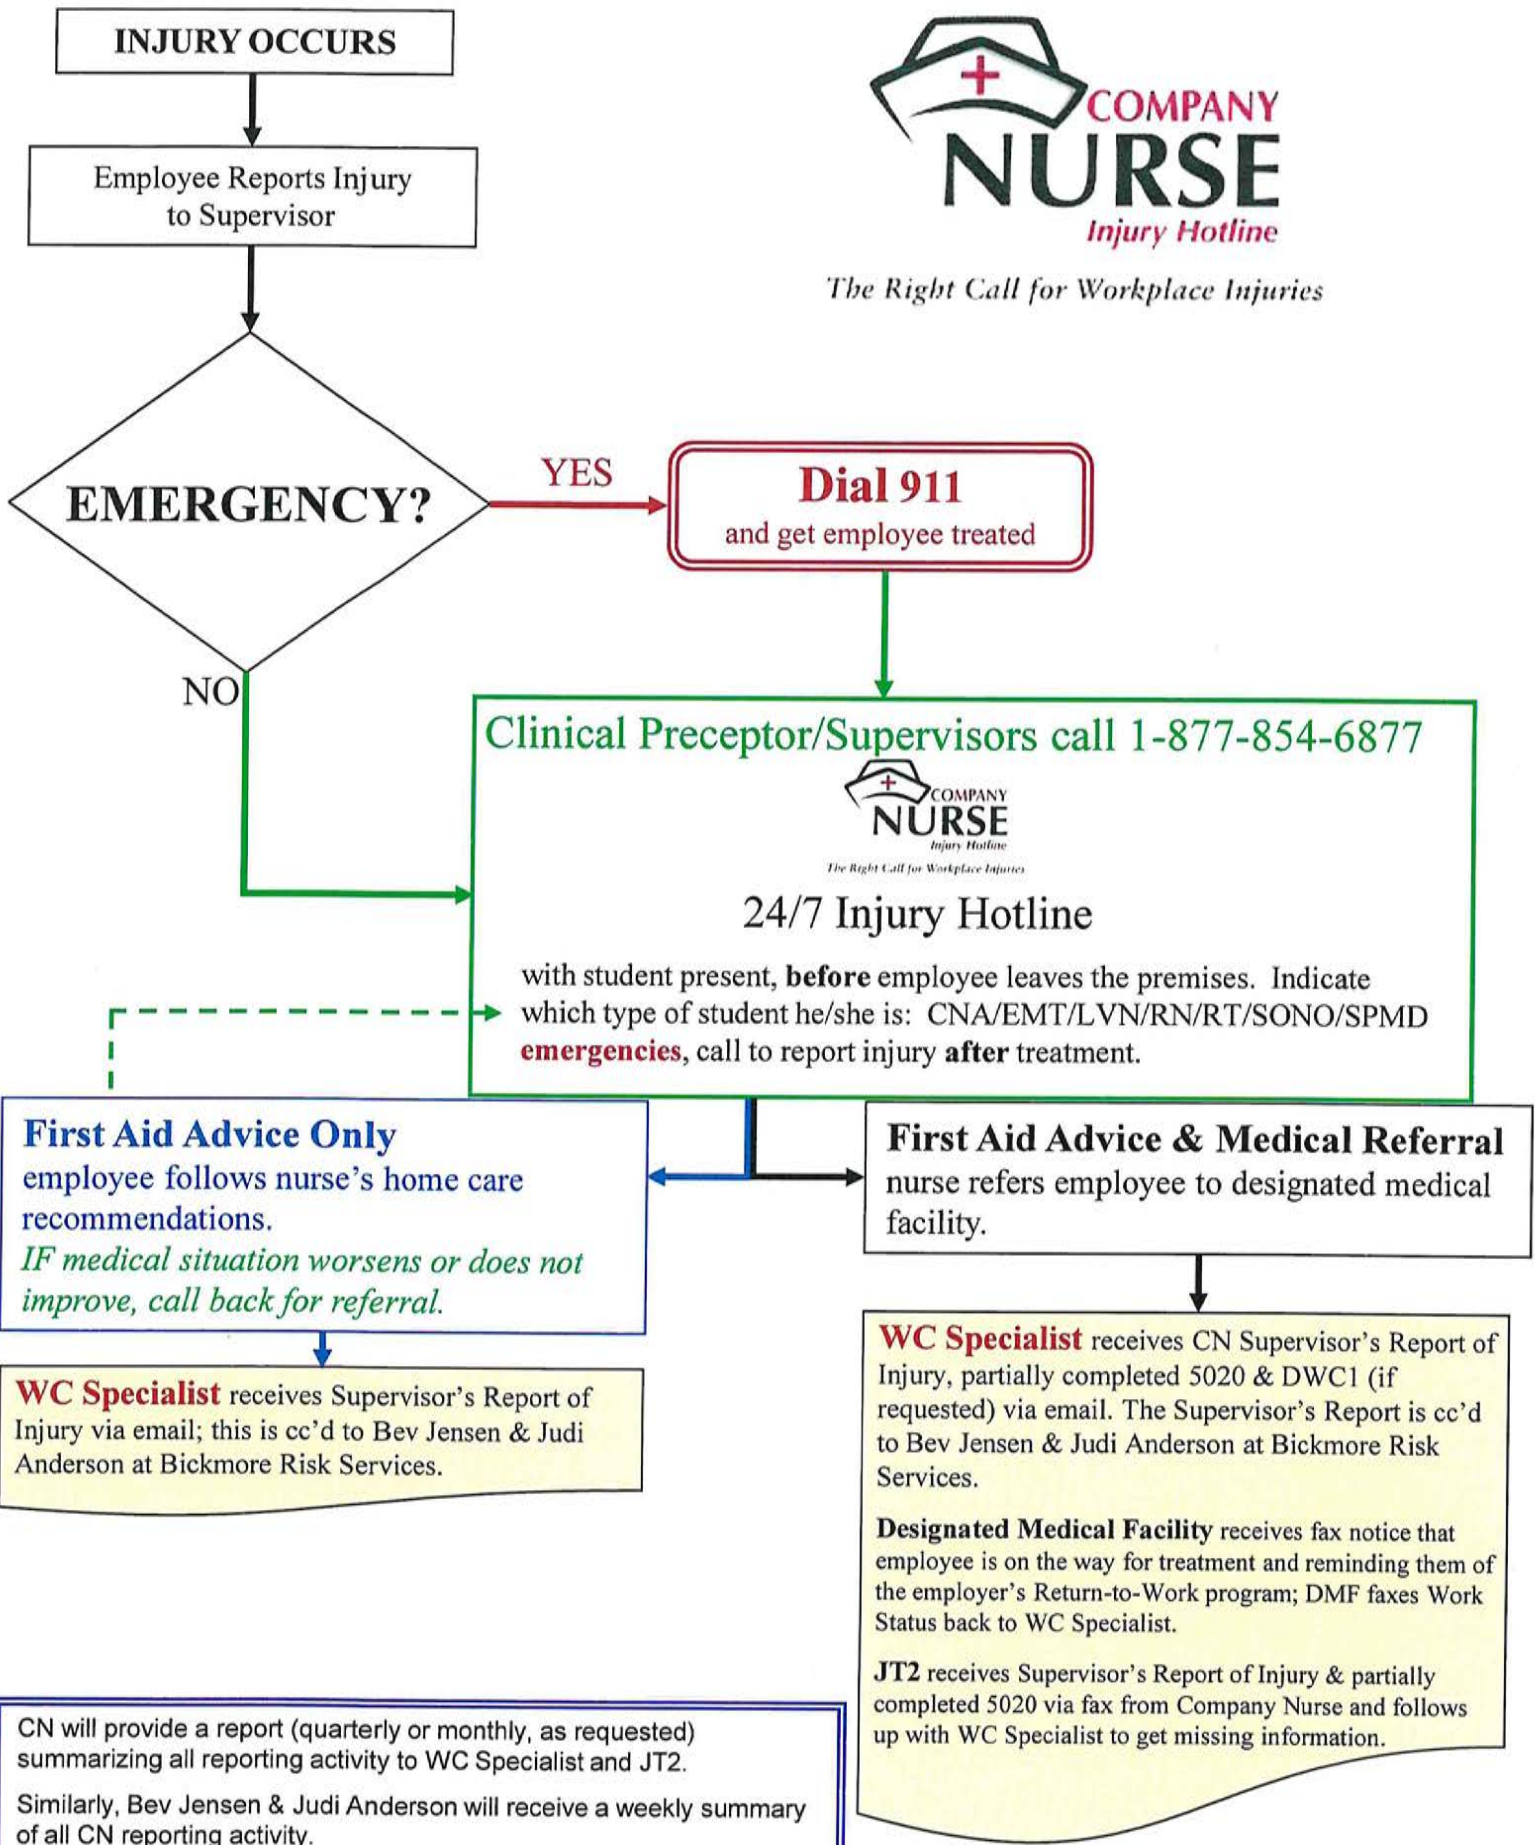 INJURY OCCURS
COMPANY
NURSE
Injury Hotline
The Right Call for Workplace Injuries
Employee Reports Injury
to Supervisor
EMERGENCY?
YES
Dial 911
and get employee treated
NO
Clinical Preceptor/Supervisors call 1-877-854-6877
COMPANY
NURSE
Injury Hotline
The Right Call for Workplace Injuries
24/7 Injury Hotline
with student present, before employee leaves the premises. Indicate
which type of student he/she is: CNA/EMT/LVN/RN/RT/SONO/SPMD
emergencies, call to report injury after treatment.
First Aid Advice Only
employee follows nurse's home care
recommendations.
IF medical situation worsens or does not
improve, call back for referral.
First Aid Advice & Medical Referral
nurse refers employee to designated medical
facility.
WC Specialist receives Supervisor's Report of
Injury via email; this is cc'd to Bev Jensen & Judi
Anderson at Bickmore Risk Services.
WC Specialist receives CN Supervisor's Report of
Injury, partially completed 5020 & DWC1 (if
requested) via email. The Supervisor's Report is cc'd
to Bev Jensen & Judi Anderson at Bickmore Risk
Services.
Designated Medical Facility receives fax notice that
employee is on the way for treatment and reminding them of
the employer's Return-to-Work program; DMF faxes Work
Status back to WC Specialist.
JT2 receives Supervisor's Report of Injury & partially
completed 5020 via fax from Company Nurse and follows
up with WC Specialist to get missing information.
CN will provide a report (quarterly or monthly, as requested)
summarizing all reporting activity to WC Specialist and JT2.
Similarly, Bev Jensen & Judi Anderson will receive a weekly summary
of all CN reporting activity.